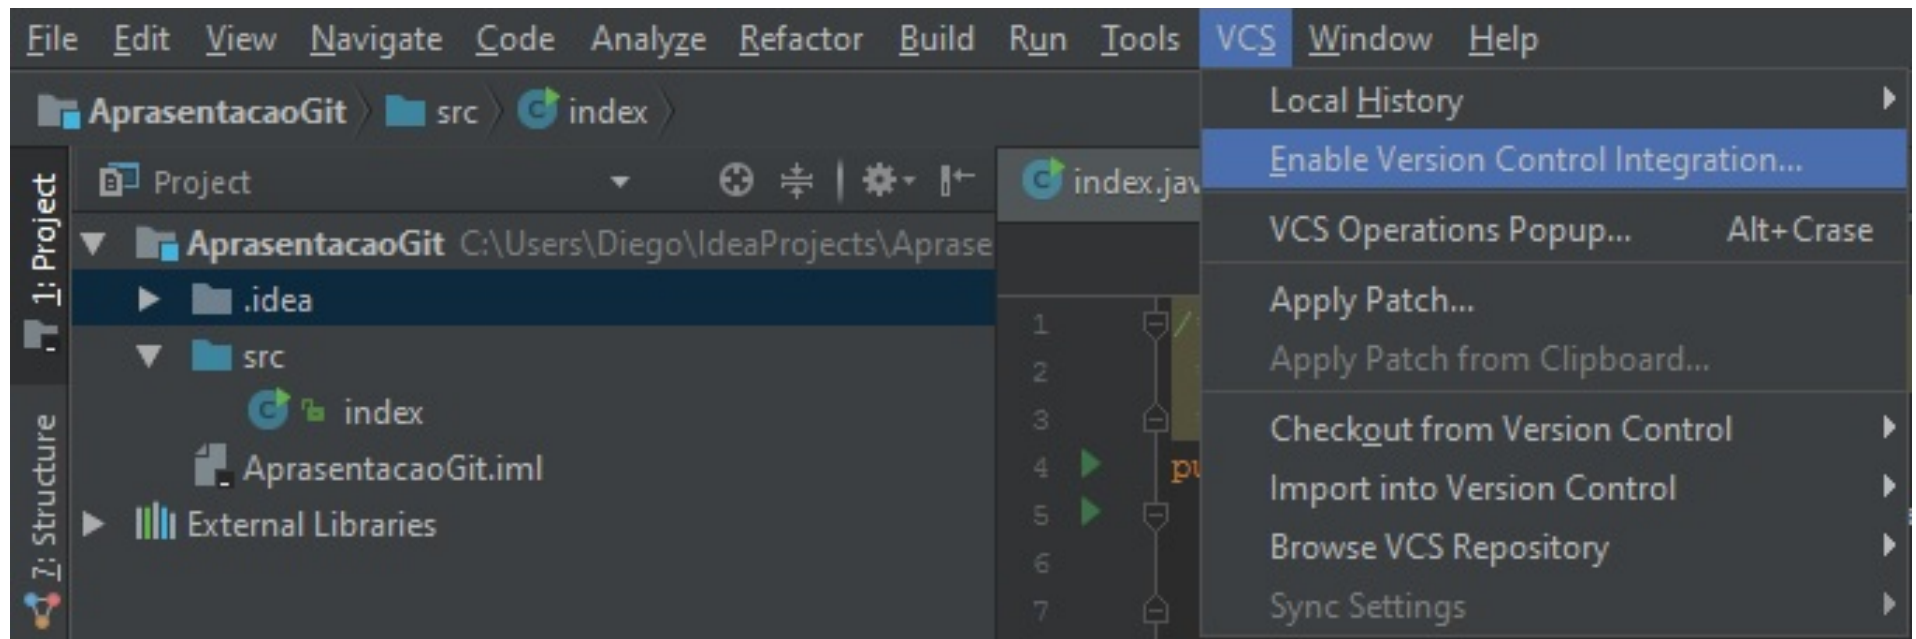 File Edit View Navigate Code Analyze Refactor Build Run Tools VCS Window Help
AprasentacaoGit src index
Project
1: Project
7: Structure
AprasentacaoGit C:\Users\Diego\IdeaProjects\Aprase
.idea
src
index
AprasentacaoGit.iml
External Libraries
index.jav
1 /
2
3
4 pu
5
6
7
Local History
Enable Version Control Integration...
VCS Operations Popup... Alt+Crase
Apply Patch...
Apply Patch from Clipboard...
Checkout from Version Control
Import into Version Control
Browse VCS Repository
Sync Settings